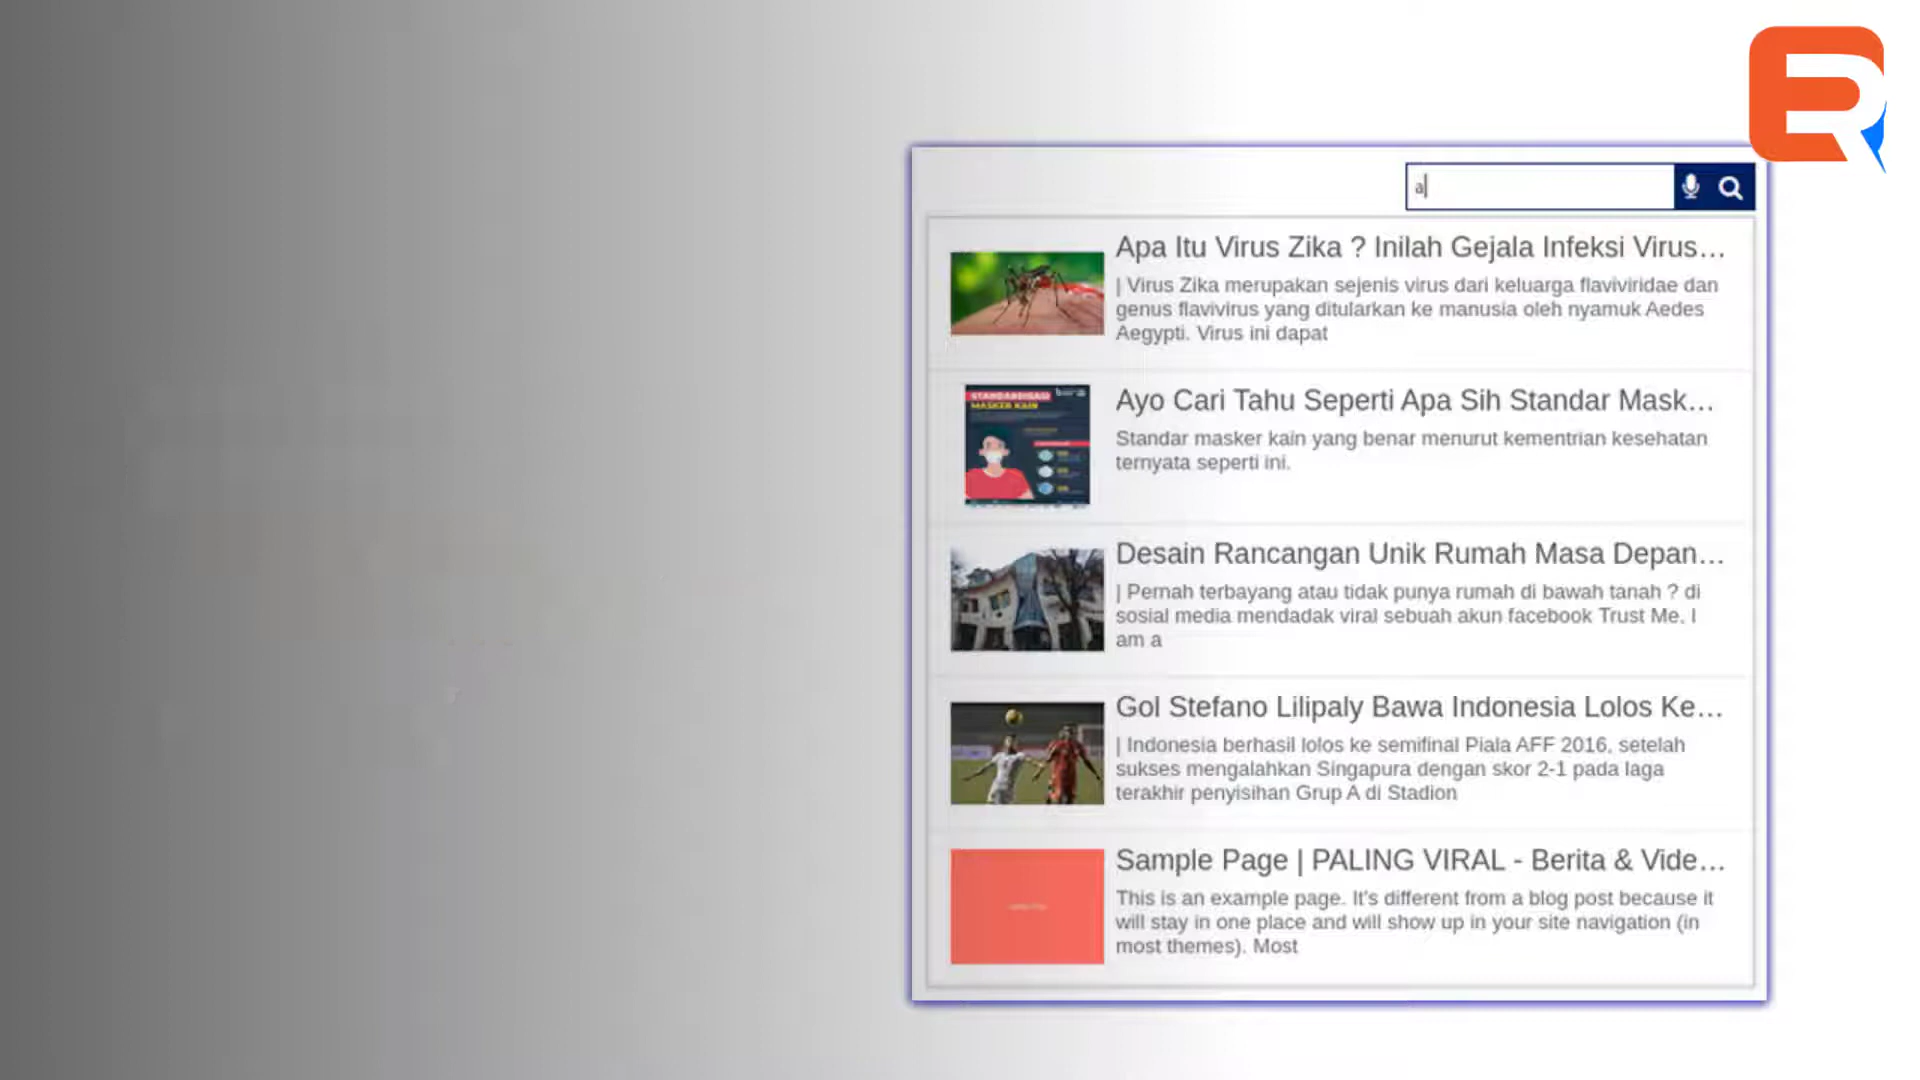 ER
a
Apa Itu Virus Zika ? Inilah Gejala Infeksi Virus...
| Virus Zika merupakan sejenis virus dari keluarga flaviviridae dan
genus flavivirus yang ditularkan ke manusia oleh nyamuk Aedes
Aegypti. Virus ini dapat
STANDARDISASI
MASKER KAIN
Ayo Cari Tahu Seperti Apa Sih Standar Mask...
Standar masker kain yang benar menurut kementrian kesehatan
ternyata seperti ini.
Desain Rancangan Unik Rumah Masa Depan...
| Pernah terbayang atau tidak punya rumah di bawah tanah ? di
sosial media mendadak viral sebuah akun facebook Trust Me, I
am a
Gol Stefano Lilipaly Bawa Indonesia Lolos Ke...
| Indonesia berhasil lolos ke semifinal Piala AFF 2016, setelah
sukses mengalahkan Singapura dengan skor 2-1 pada laga
terakhir penyisihan Grup A di Stadion
Sample Page | PALING VIRAL - Berita & Vide...
This is an example page. It's different from a blog post because it
will stay in one place and will show up in your site navigation (in
most themes). Most